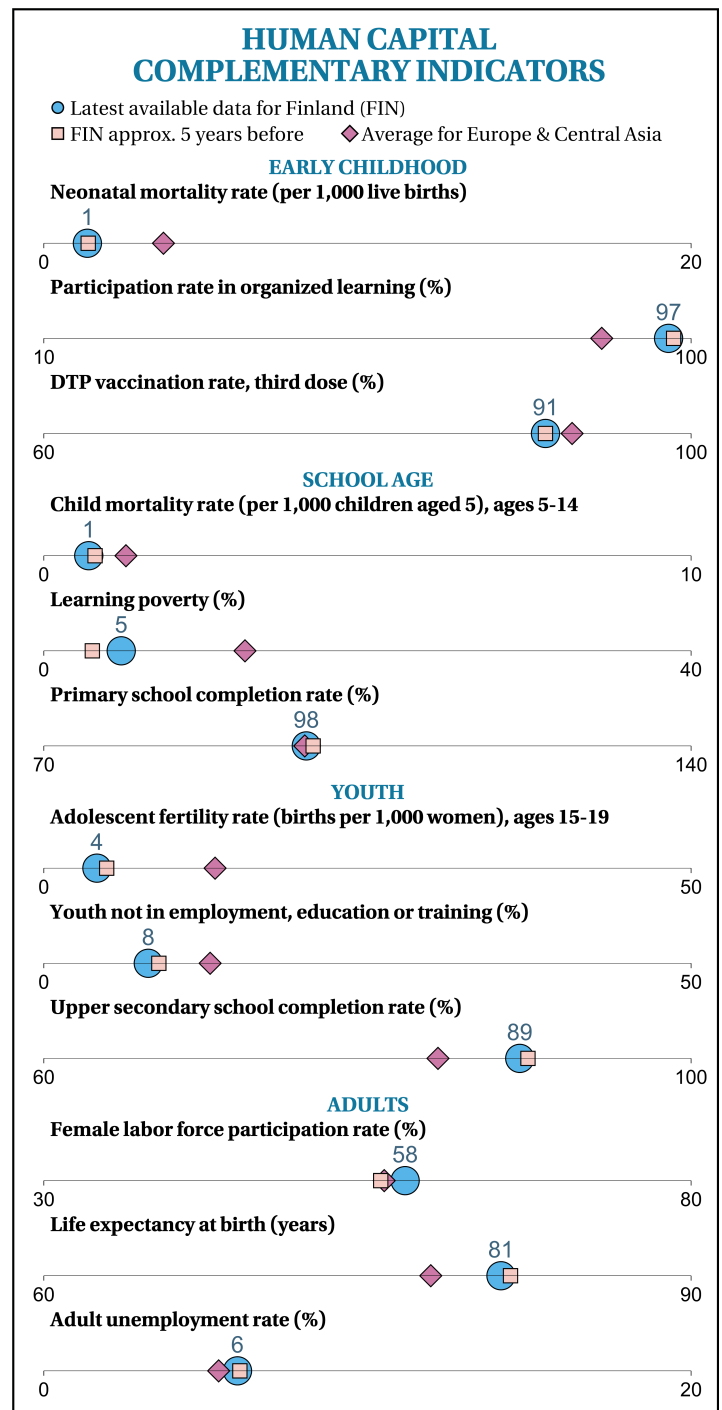 HUMAN CAPITAL
COMPLEMENTARY INDICATORS
Latest available data for Finland (FIN)
FIN approx. 5 years before Average for Europe & Central Asia
EARLY CHILDHOOD
Neonatal mortality rate (per 1,000 live births)
1
0 20
Participation rate in organized learning (%)
97
10 100
DTP vaccination rate, third dose (%)
91
60 100
SCHOOL AGE
Child mortality rate (per 1,000 children aged 5), ages 5-14
1
0 10
Learning poverty (%)
5
0 40
Primary school completion rate (%)
98
70 140
YOUTH
Adolescent fertility rate (births per 1,000 women), ages 15-19
4
0 50
Youth not in employment, education or training (%)
8
0 50
Upper secondary school completion rate (%)
89
60 100
ADULTS
Female labor force participation rate (%)
58
30 80
Life expectancy at birth (years)
81
60 90
Adult unemployment rate (%)
6
0 20